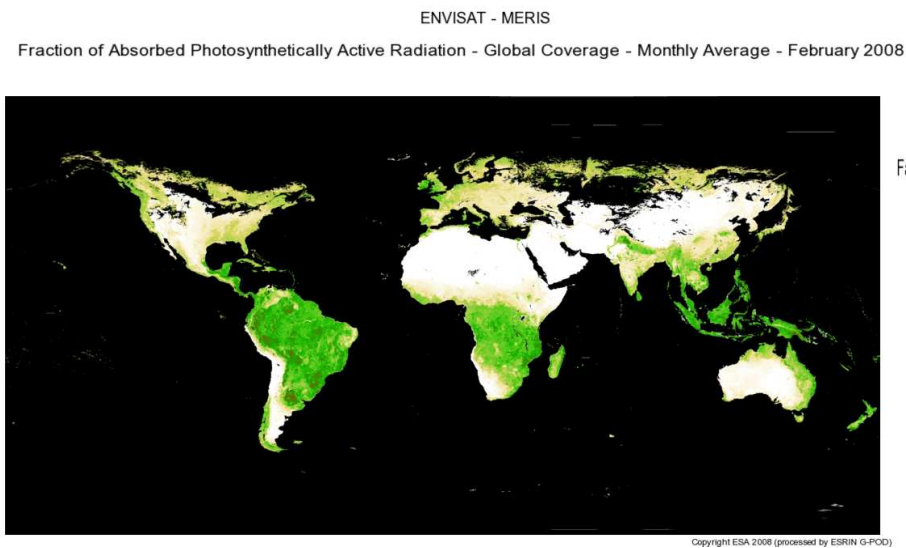 ENVISAT - MERIS
Fraction of Absorbed Photosynthetically Active Radiation - Global Coverage - Monthly Average - February 2008
Copyright ESA 2008 (processed by ESRIN G-POD)